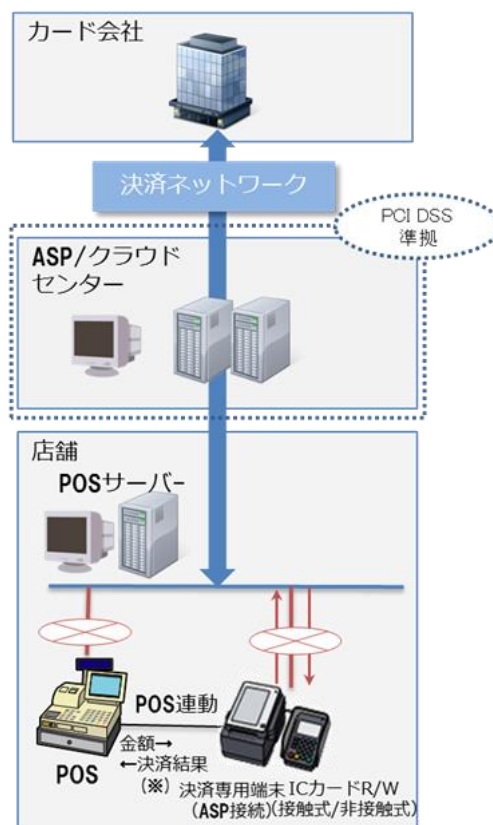 カード会社
決済ネットワーク
PCI DSS
準拠
ASP/クラウド
センター
店舗
POSサーバー
POS連動
金額→
←決済結果
(※)
POS
決済専用端末 ICカードR/W
(ASP接続) (接触式/非接触式)